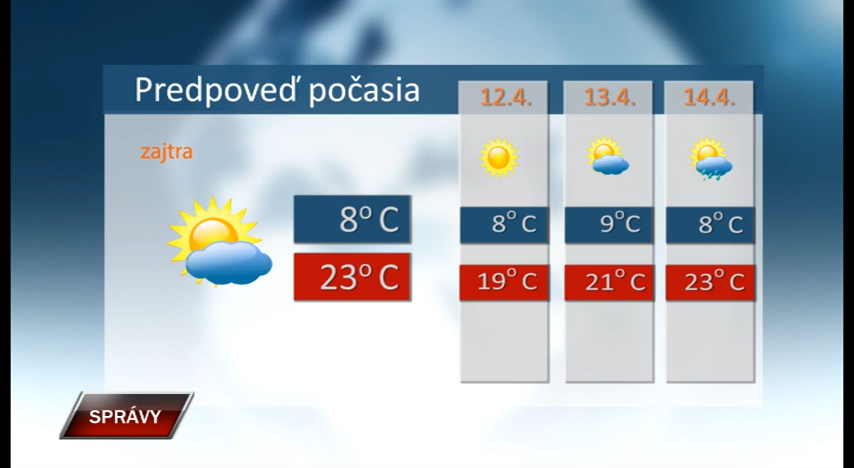 Predpoveď počasia
zajtra
8° C
23° C
12.4.
8° C
19° C
13.4.
9°C
21° C
14.4.
8° C
23° C
SPRÁVY